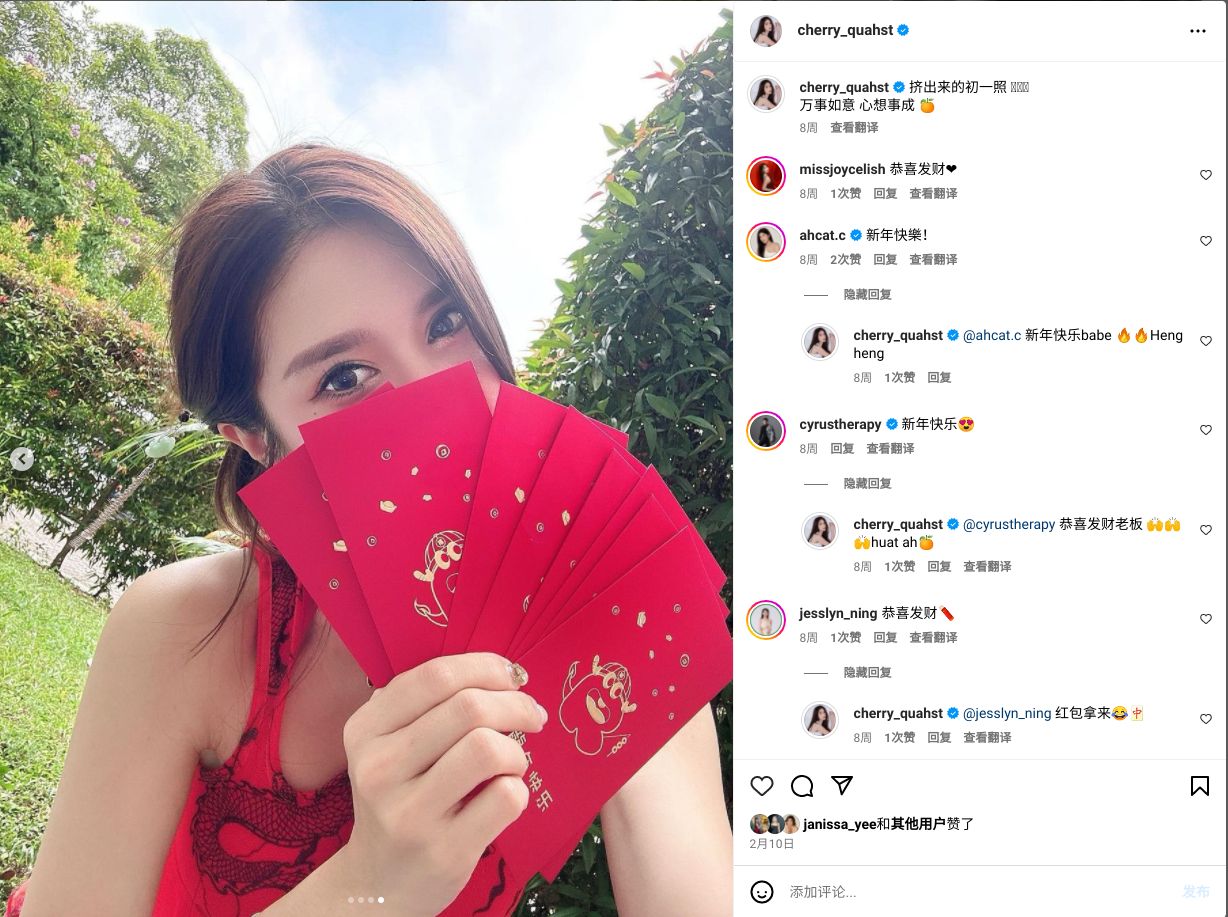 cherry_quahst
cherry_quahst 挤出来的初一照
万事如意 心想事成 🍊
8周 查看翻译
missjoycelish 恭喜发财❤
8周 1次赞 回复 查看翻译
ahcat.c 新年快樂！
8周 2次赞 回复 查看翻译
隐藏回复
cherry_quahst @ahcat.c 新年快乐babe 🔥🔥Heng
heng
8周 1次赞 回复
cyrustherapy 新年快乐😍
8周 回复 查看翻译
隐藏回复
cherry_quahst @cyrustherapy 恭喜发财老板 🙌🙌
🙌huat ah🍊
8周 1次赞 回复 查看翻译
jesslyn_ning 恭喜发财🧧
8周 1次赞 回复 查看翻译
隐藏回复
cherry_quahst @jesslyn_ning 红包拿来😂🀄
8周 1次赞 回复 查看翻译
janissa_yee和其他用户赞了
2月10日
添加评论...
发布
快乐